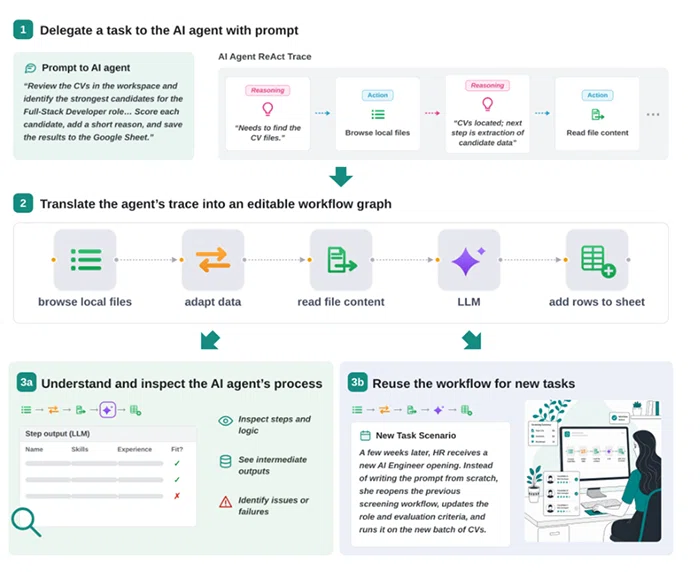 1 Delegate a task to the AI agent with prompt
Prompt to AI agent
“Review the CVs in the workspace and
identify the strongest candidates for the
Full-Stack Developer role… Score each
candidate, add a short reason, and save
the results to the Google Sheet.”
AI Agent ReAct Trace
Reasoning
“Needs to find the
CV files.”
Action
Browse local files
Reasoning
“CVs located; next
step is extraction of
candidate data”
Action
Read file content
...
2 Translate the agent’s trace into an editable workflow graph
browse local files
adapt data
read file content
LLM
add rows to sheet
3a Understand and inspect the AI agent’s process
Step output (LLM)
Name Skills Experience Fit?
Inspect steps and
logic
See intermediate
outputs
Identify issues or
failures
3b Reuse the workflow for new tasks
New Task Scenario
A few weeks later, HR receives a
new AI Engineer opening. Instead
of writing the prompt from scratch,
she reopens the previous
screening workflow, updates the
role and evaluation criteria, and
runs it on the new batch of CVs.